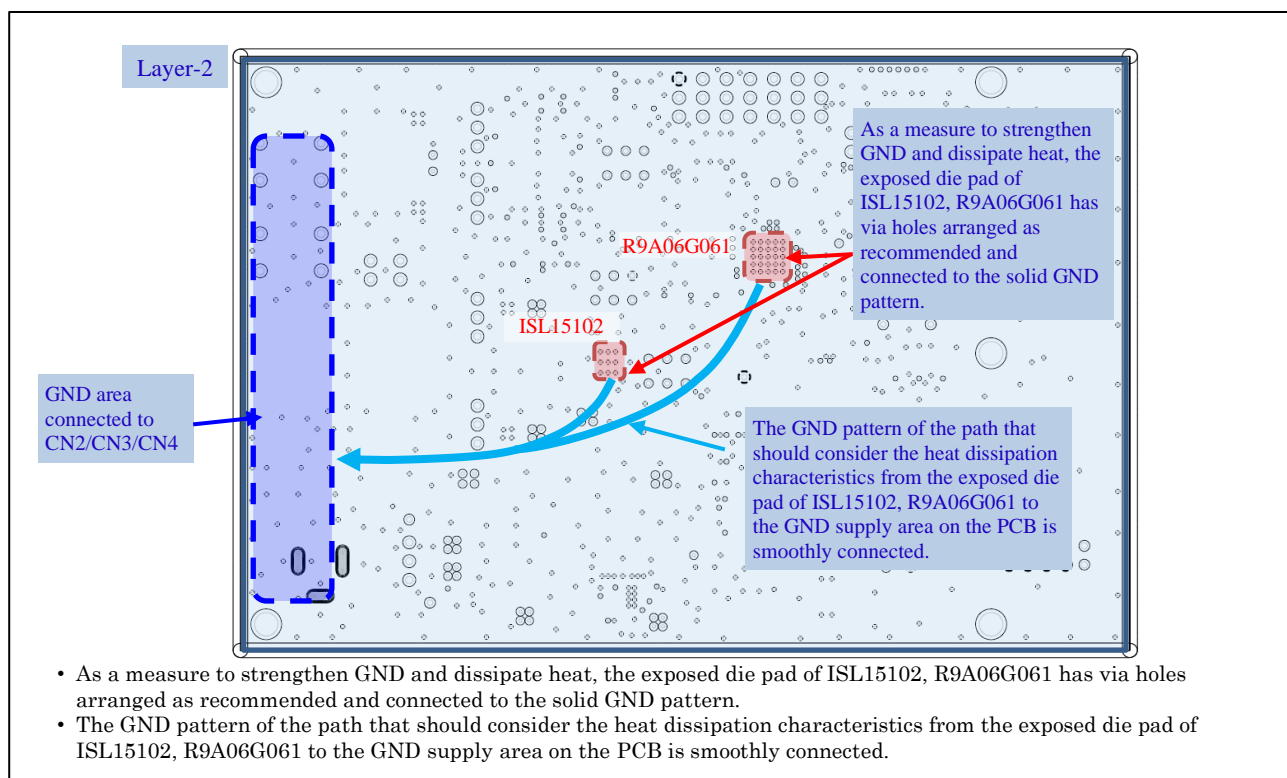 Layer-2
As a measure to strengthen
GND and dissipate heat, the
exposed die pad of
ISL15102, R9A06G061 has
via holes arranged as
recommended and
connected to the solid GND
pattern.
R9A06G061
ISL15102
GND area
connected to
CN2/CN3/CN4
The GND pattern of the path that
should consider the heat dissipation
characteristics from the exposed die
pad of ISL15102, R9A06G061 to
the GND supply area on the PCB is
smoothly connected.
• As a measure to strengthen GND and dissipate heat, the exposed die pad of ISL15102, R9A06G061 has via holes
arranged as recommended and connected to the solid GND pattern.
• The GND pattern of the path that should consider the heat dissipation characteristics from the exposed die pad of
ISL15102, R9A06G061 to the GND supply area on the PCB is smoothly connected.